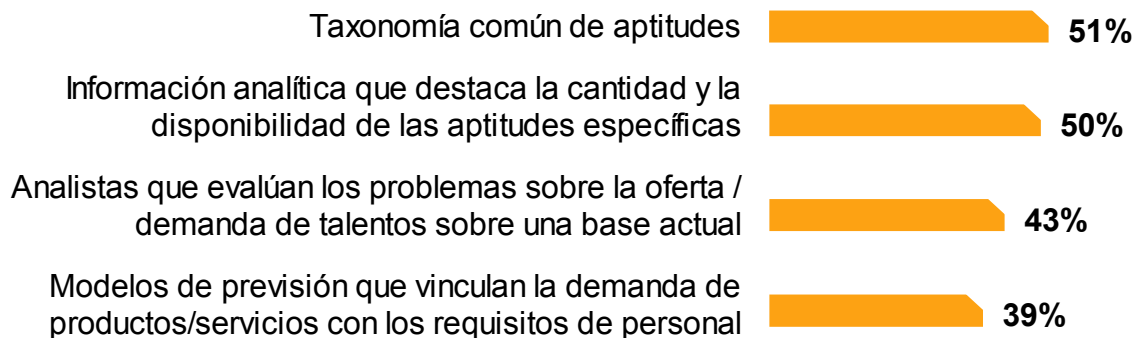 Taxonomía común de aptitudes 51%
Información analítica que destaca la cantidad y la
disponibilidad de las aptitudes específicas 50%
Analistas que evalúan los problemas sobre la oferta /
demanda de talentos sobre una base actual 43%
Modelos de previsión que vinculan la demanda de
productos/servicios con los requisitos de personal 39%